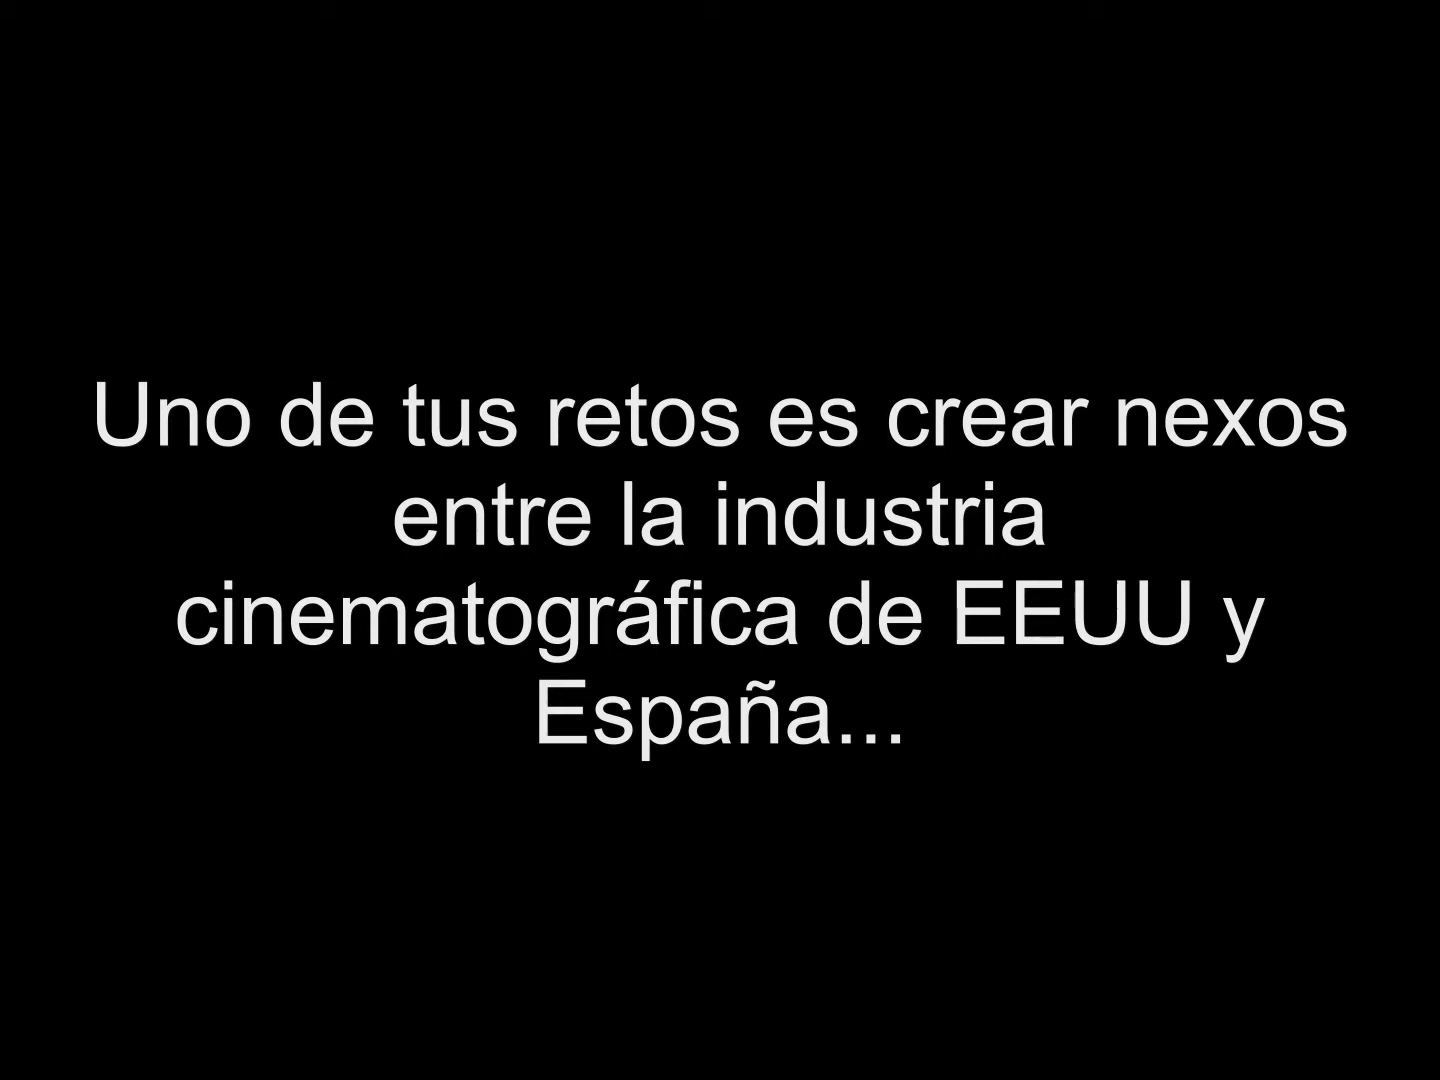 Uno de tus retos es crear nexos
entre la industria
cinematográfica de EEUU y
España...